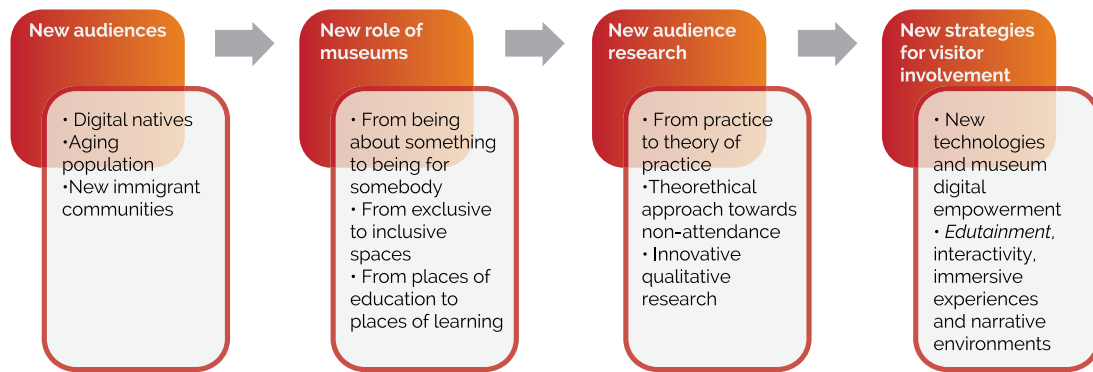 New audiences
• Digital natives
•Aging
population
•New immigrant
communities
New role of
museums
• From being
about something
to being for
somebody
• From exclusive
to inclusive
spaces
• From places of
education to
places of learning
New audience
research
• From practice
to theory of
practice
•Theorethical
approach towards
non-attendance
• Innovative
qualitative
research
New strategies
for visitor
involvement
• New
technologies
and museum
digital
empowerment
• Edutainment,
interactivity,
immersive
experiences
and narrative
environments